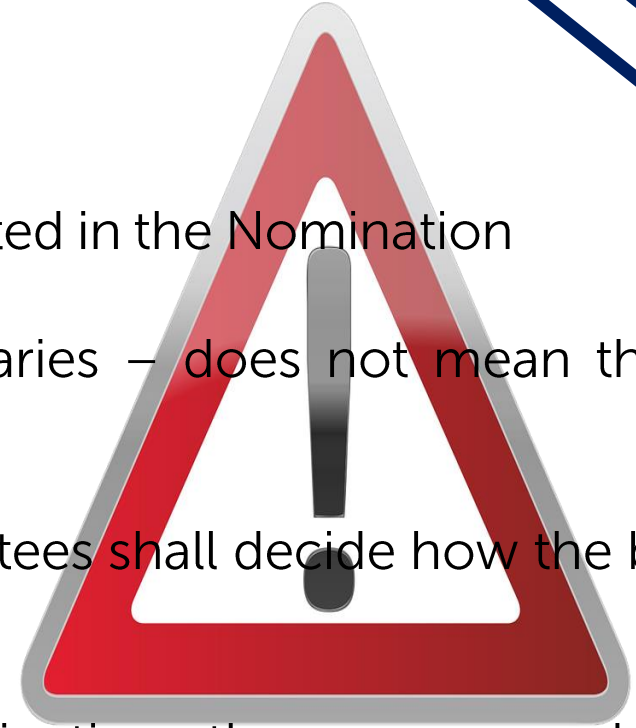 ted in the Nomination
aries – does not mean th
tees shall decide how the b